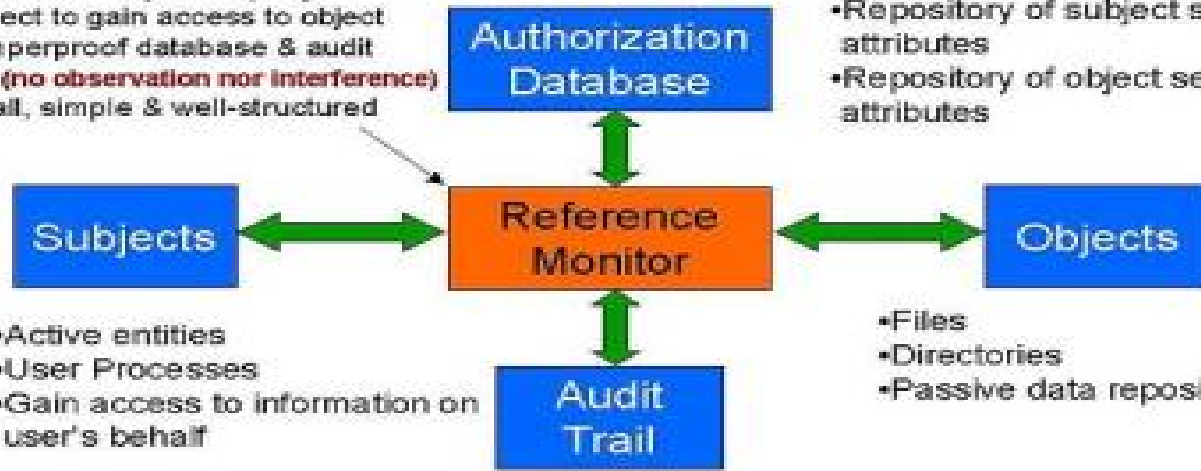 ect to gain access to object
perproof database & audit
(no observation nor interference)
all, simple & well-structured
Authorization
Database
•Repository of subject s
attributes
•Repository of object se
attributes
Subjects
Reference
Monitor
Objects
•Active entities
•User Processes
•Gain access to information on
user's behalf
Audit
Trail
•Files
•Directories
•Passive data reposi